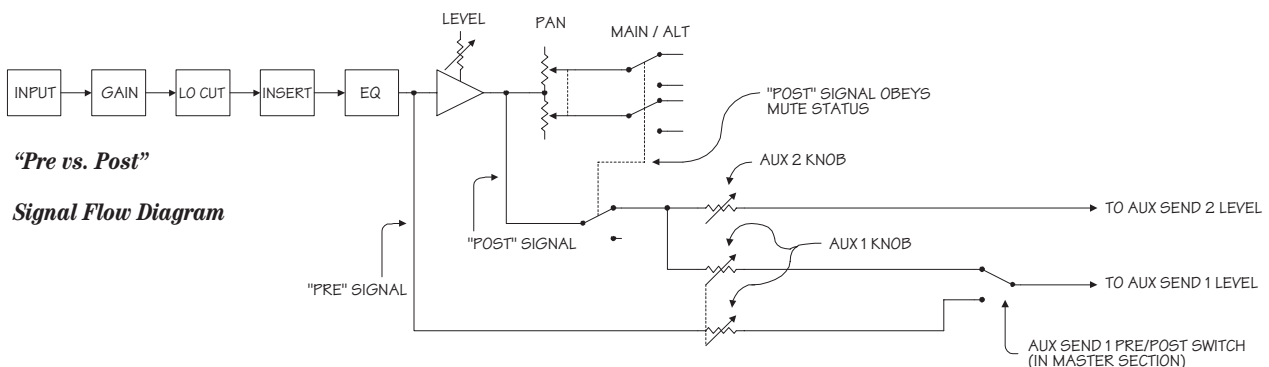 LEVEL
PAN
MAIN / ALT
INPUT
GAIN
LO CUT
INSERT
EQ
"POST" SIGNAL OBEYS
MUTE STATUS
“Pre vs. Post”
Signal Flow Diagram
AUX 2 KNOB
TO AUX SEND 2 LEVEL
"POST" SIGNAL
AUX 1 KNOB
"PRE" SIGNAL
TO AUX SEND 1 LEVEL
AUX SEND 1 PRE/POST SWITCH
(IN MASTER SECTION)